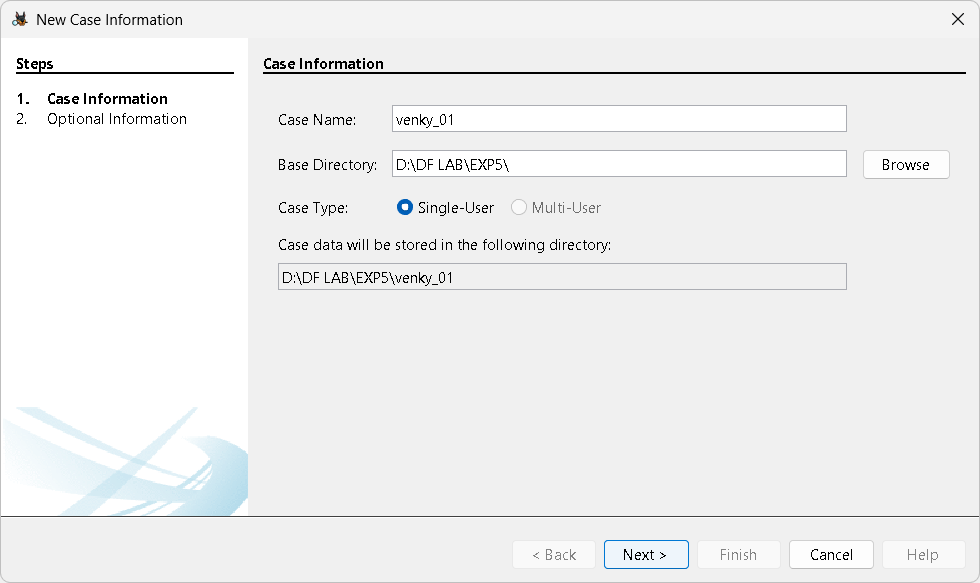 New Case Information
Steps
1. Case Information
2. Optional Information
Case Information
Case Name: venky_01
Base Directory: D:\DF LAB\EXP5\ Browse
Case Type: Single-User Multi-User
Case data will be stored in the following directory:
D:\DF LAB\EXP5\venky_01
< Back Next > Finish Cancel Help